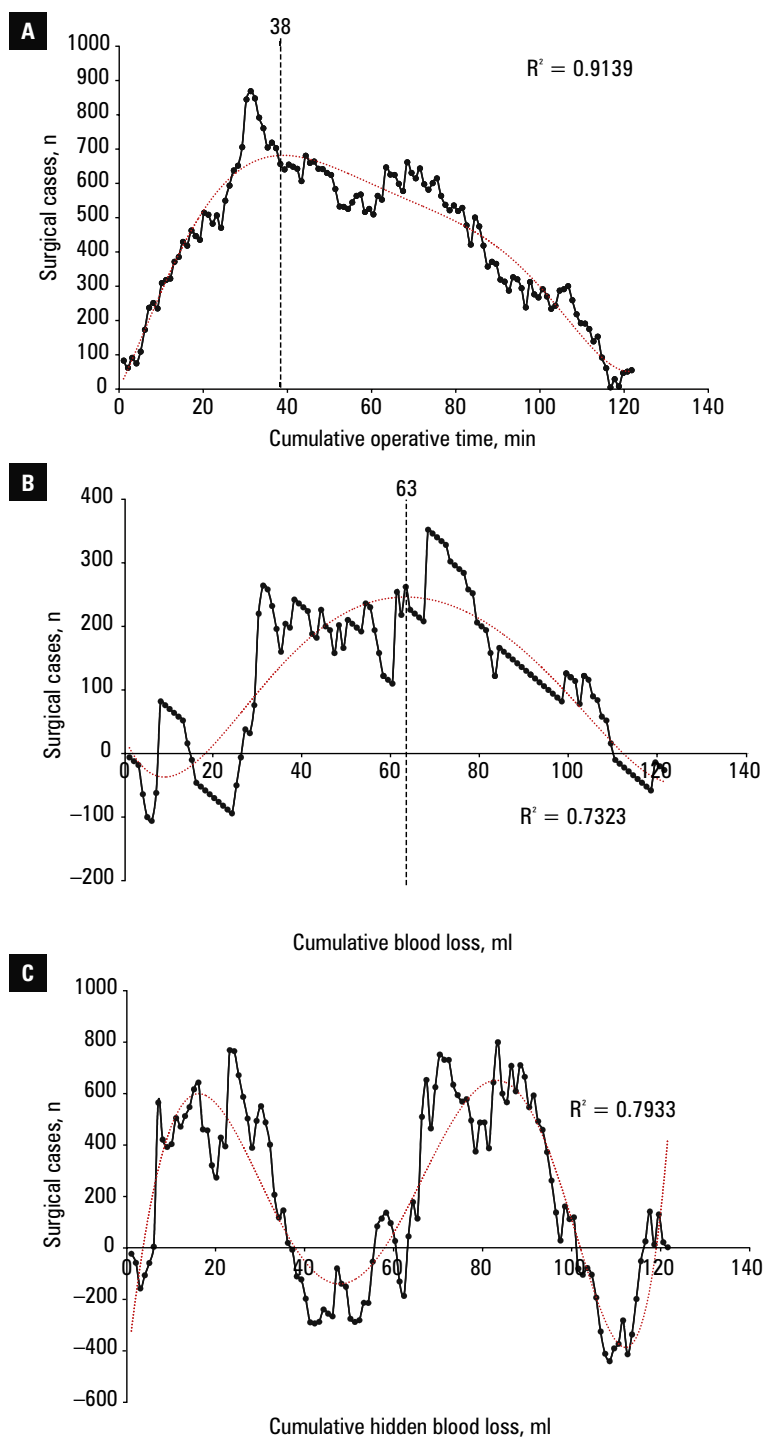 A
38
R² = 0.9139
1000
900
800
700
600
500
400
300
200
100
0
Surgical cases, n
0 20 40 60 80 100 120 140
Cumulative operative time, min
B
63
400
300
200
100
0
−100
−200
Surgical cases, n
0 20 40 60 80 100 120 140
R² = 0.7323
Cumulative blood loss, ml
C
1000
800
600
400
200
0
−200
−400
−600
Surgical cases, n
R² = 0.7933
0 20 40 60 80 100 120 140
Cumulative hidden blood loss, ml